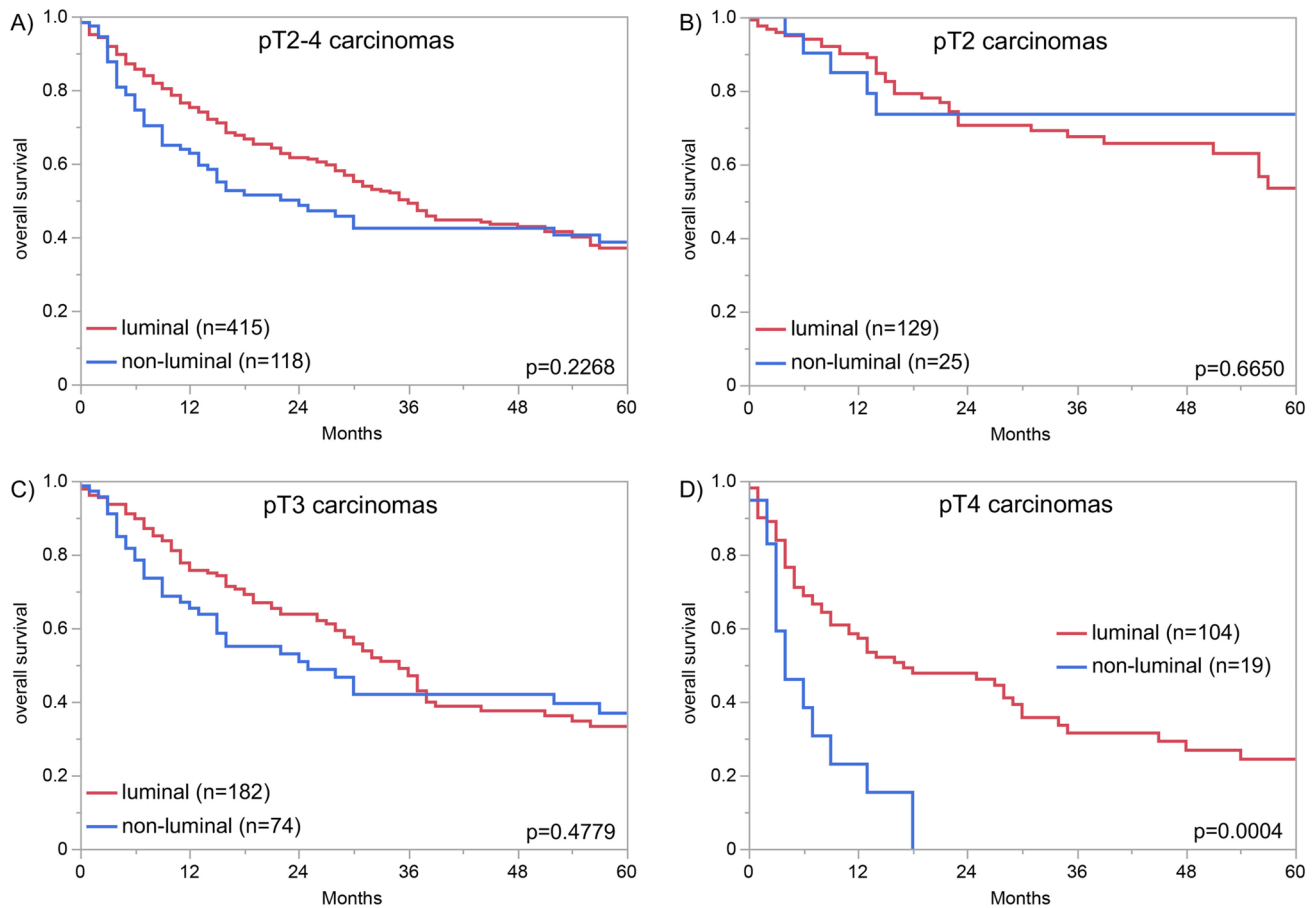 A)
pT2-4 carcinomas
overall survival
1.0
0.8
0.6
0.4
0.2
0
luminal (n=415)
non-luminal (n=118)
p=0.2268
0 12 24 36 48 60
Months
B)
pT2 carcinomas
overall survival
1.0
0.8
0.6
0.4
0.2
0
luminal (n=129)
non-luminal (n=25)
p=0.6650
0 12 24 36 48 60
Months
C)
pT3 carcinomas
overall survival
1.0
0.8
0.6
0.4
0.2
0
luminal (n=182)
non-luminal (n=74)
p=0.4779
0 12 24 36 48 60
Months
D)
pT4 carcinomas
overall survival
1.0
0.8
0.6
0.4
0.2
0
luminal (n=104)
non-luminal (n=19)
p=0.0004
0 12 24 36 48 60
Months